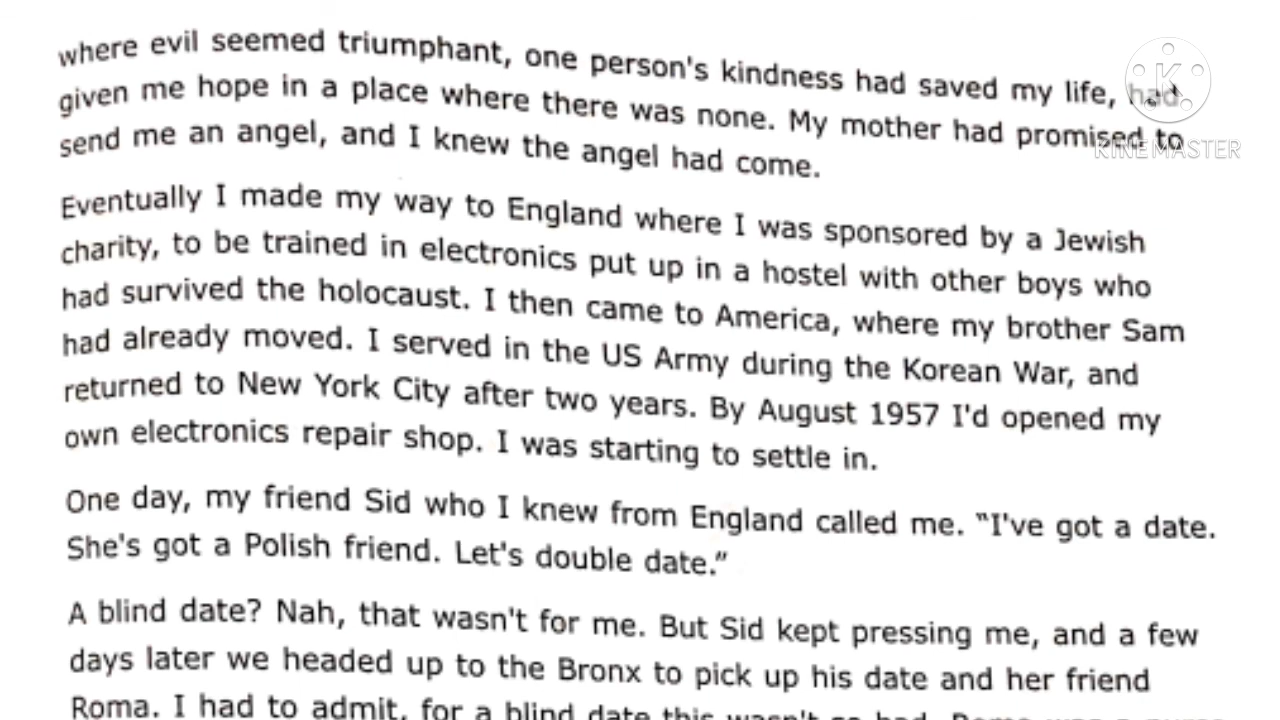 where evil seemed triumphant, one person's kindness had saved my life, had
given me hope in a place where there was none. My mother had promised to
send me an angel, and I knew the angel had come.
Eventually I made my way to England where I was sponsored by a Jewish
charity, to be trained in electronics put up in a hostel with other boys who
had survived the holocaust. I then came to America, where my brother Sam
had already moved. I served in the US Army during the Korean War, and
returned to New York City after two years. By August 1957 I'd opened my
own electronics repair shop. I was starting to settle in.
One day, my friend Sid who I knew from England called me. "I've got a date.
She's got a Polish friend. Let's double date."
A blind date? Nah, that wasn't for me. But Sid kept pressing me, and a few
days later we headed up to the Bronx to pick up his date and her friend
Roma. I had to admit, for a blind date this wasn't so bad. Roma was a
K
KINEMASTER